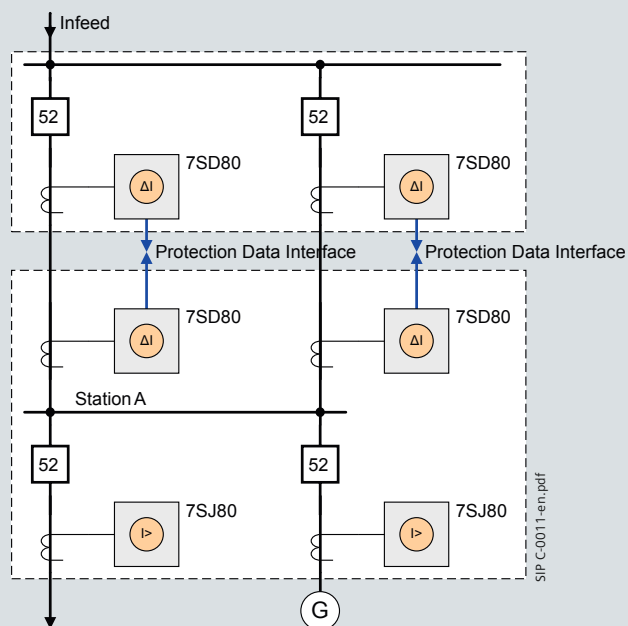 Infeed
52
52
7SD80
7SD80
ΔI
ΔI
Protection Data Interface
Protection Data Interface
7SD80
7SD80
ΔI
ΔI
Station A
52
52
7SJ80
7SJ80
I>
I>
G
SIP C-0011-en.pdf